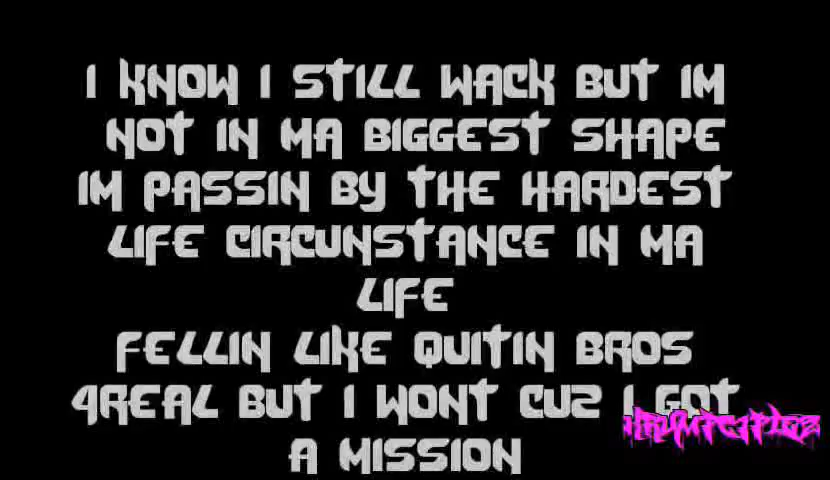 I KNOW I STILL WACK BUT IM
NOT IN MA BIGGEST SHAPE
IM PASSIN BY THE HARDEST
LIFE CIRCUNSTANCE IN MA
LIFE
FELLIN LIKE QUITIN BROS
4REAL BUT I WONT CUZ I GOT
A MISSION